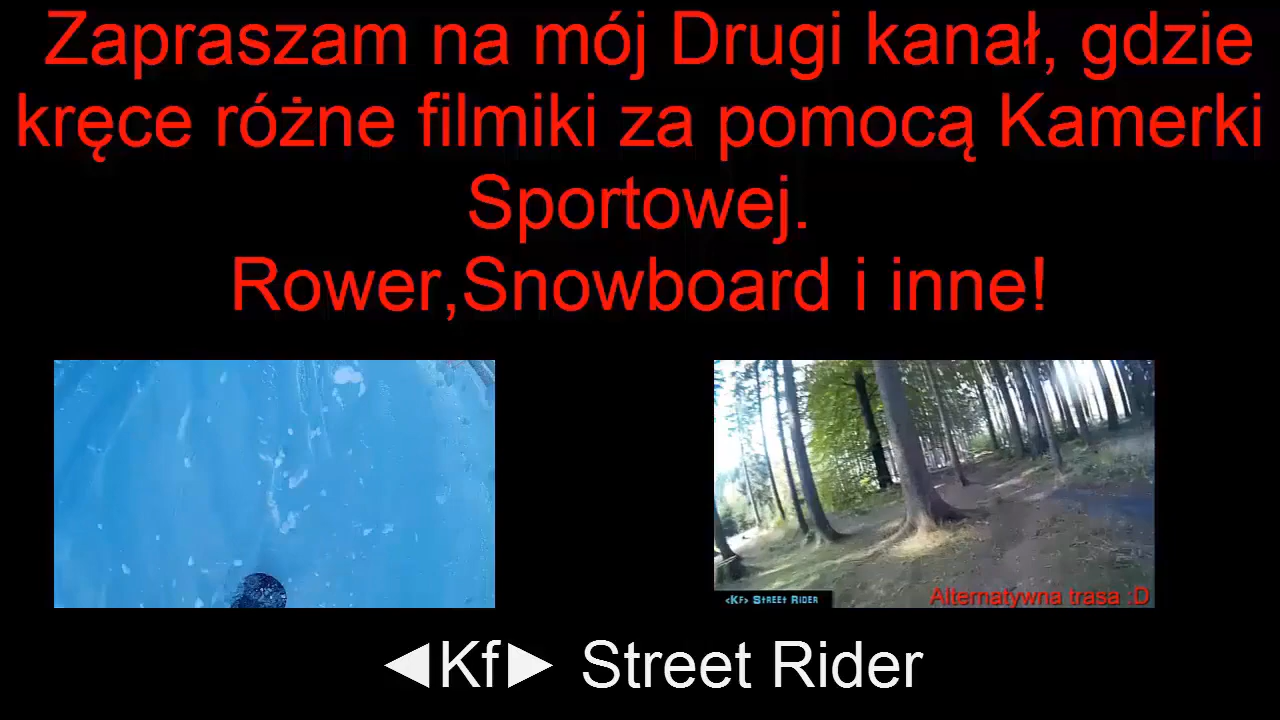 Zapraszam na mój Drugi kanał, gdzie
kręce różne filmiki za pomocą Kamerki
Sportowej.
Rower,Snowboard i inne!
<Kf> Street Rider
Alternatywna trasa :D
◄Kf► Street Rider